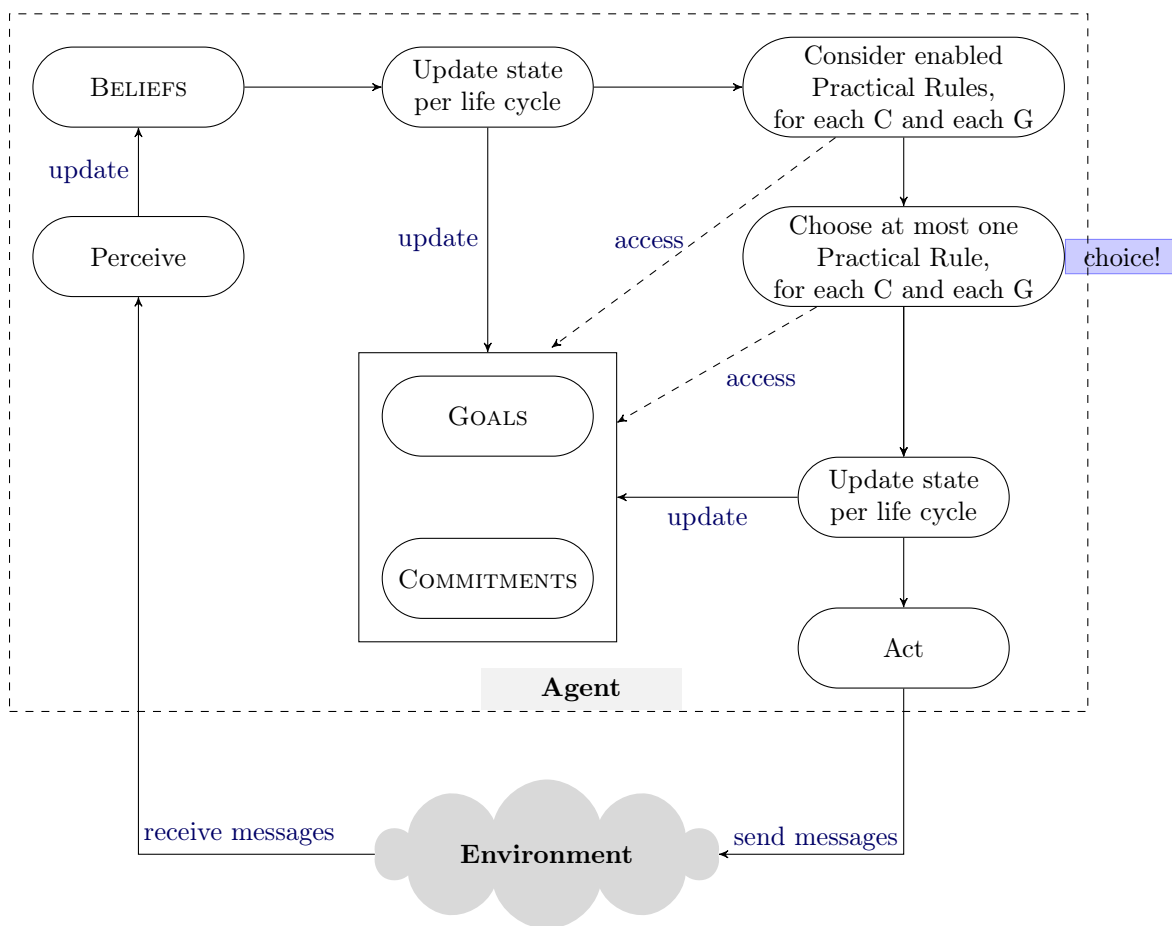 BELIEFS
Update state
per life cycle
Consider enabled
Practical Rules,
for each C and each G
update
Perceive
update
access
Choose at most one
Practical Rule,
for each C and each G
choice!
access
GOALS
Update state
per life cycle
update
COMMITMENTS
Act
Agent
receive messages
Environment
send messages